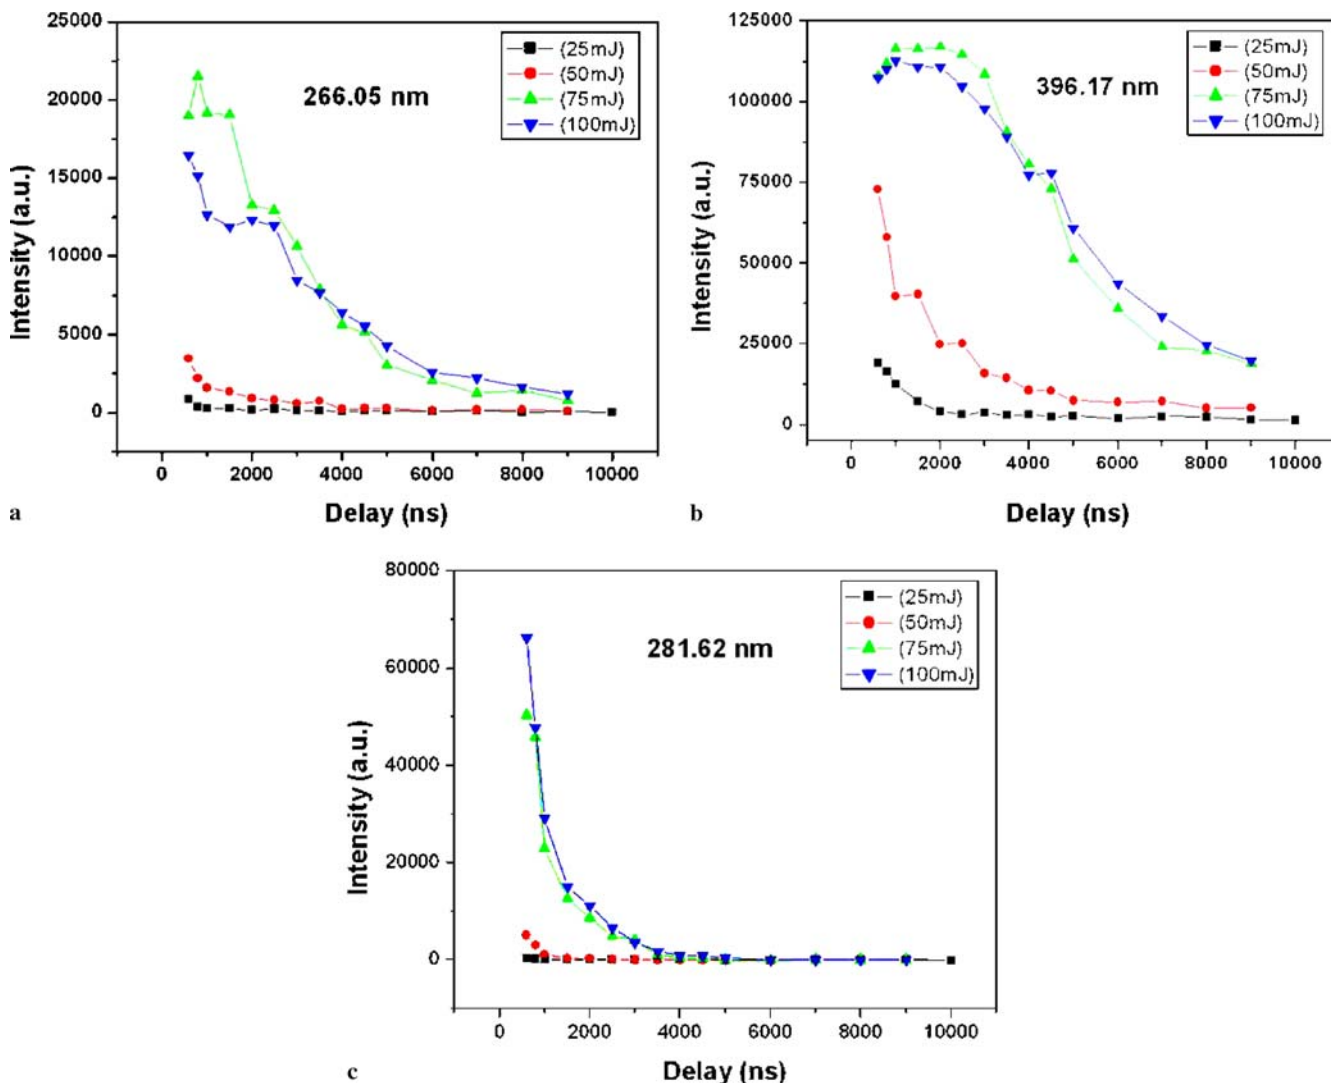 25000
20000
15000
10000
5000
0
Intensity (a.u.)
266.05 nm
(25mJ)
(50mJ)
(75mJ)
(100mJ)
0 2000 4000 6000 8000 10000
Delay (ns)
a
125000
100000
75000
50000
25000
0
Intensity (a.u.)
396.17 nm
(25mJ)
(50mJ)
(75mJ)
(100mJ)
0 2000 4000 6000 8000 10000
Delay (ns)
b
80000
60000
40000
20000
0
Intensity (a.u.)
281.62 nm
(25mJ)
(50mJ)
(75mJ)
(100mJ)
0 2000 4000 6000 8000 10000
Delay (ns)
c